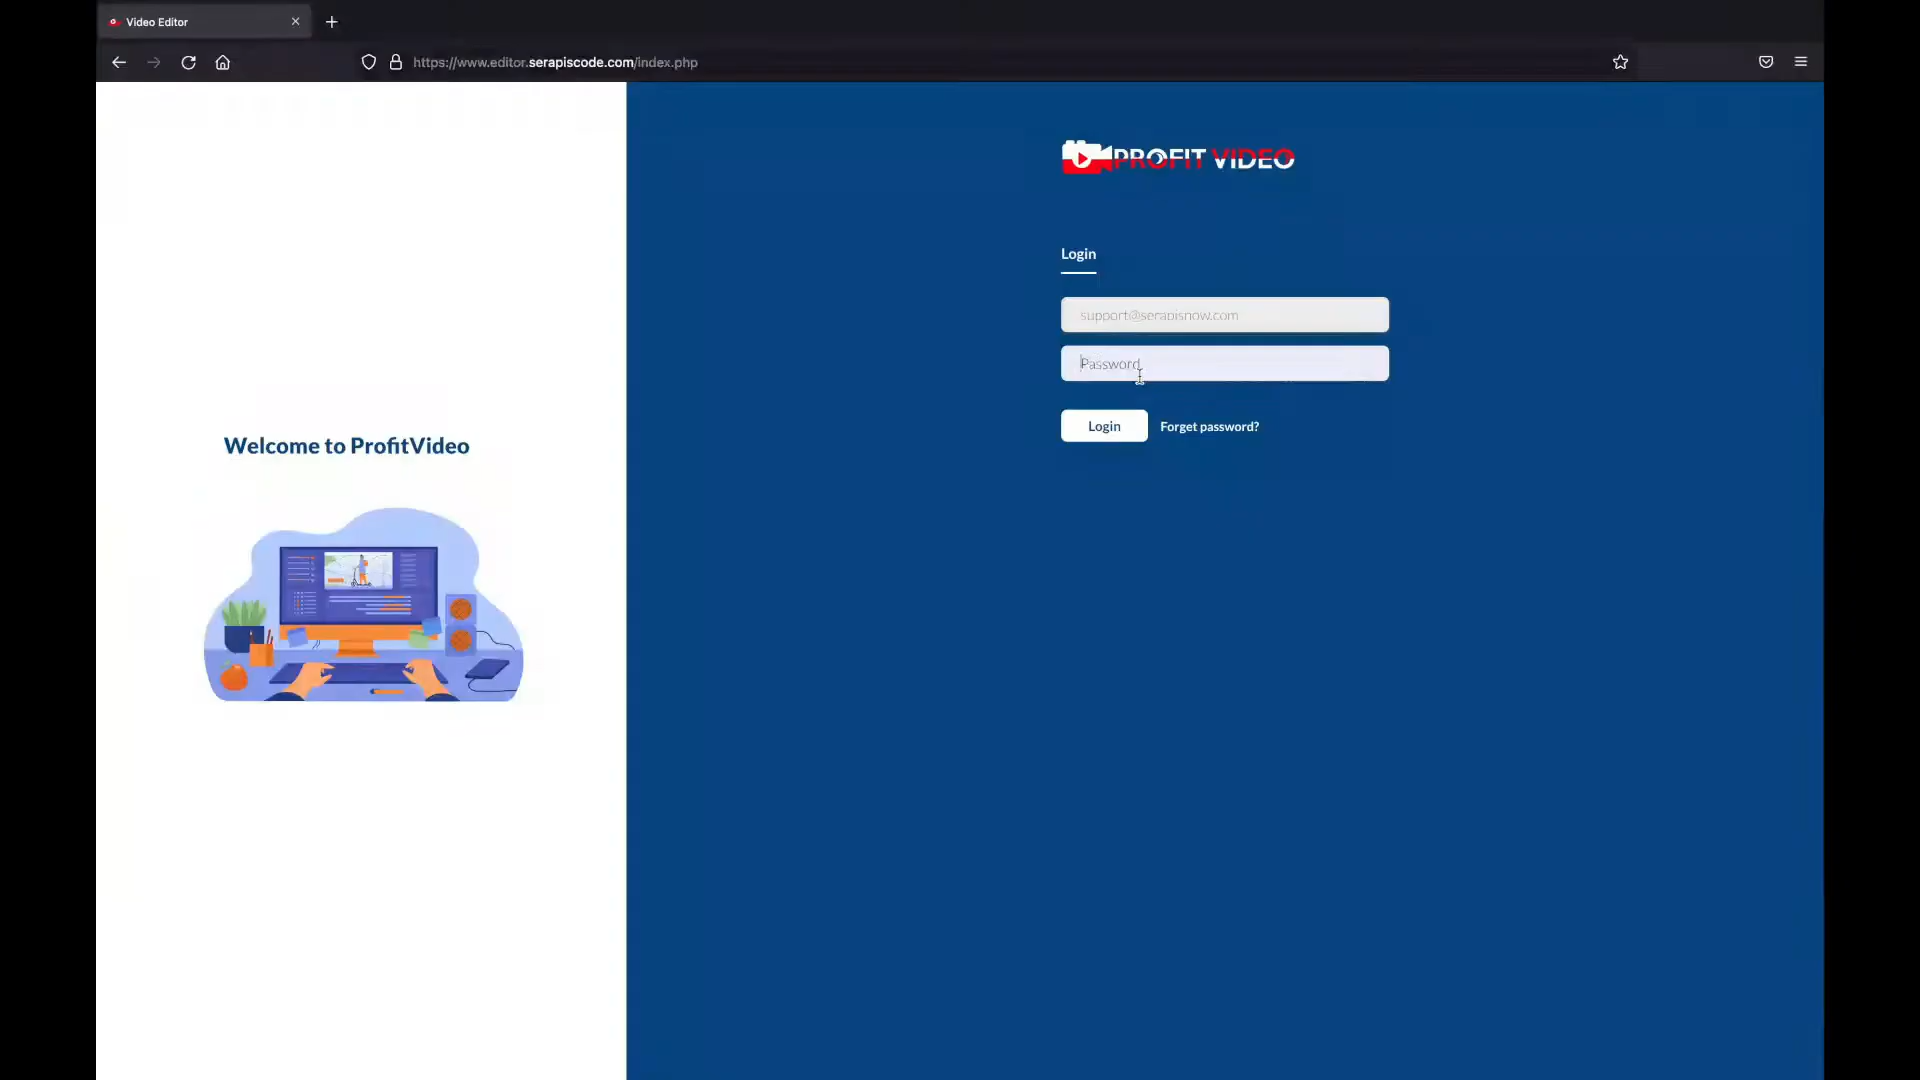 Video Editor
https://www.editor.serapiscode.com/index.php
PROFIT VIDEO
Login
support@serapisnow.com
Password
Login Forget password?
Welcome to ProfitVideo